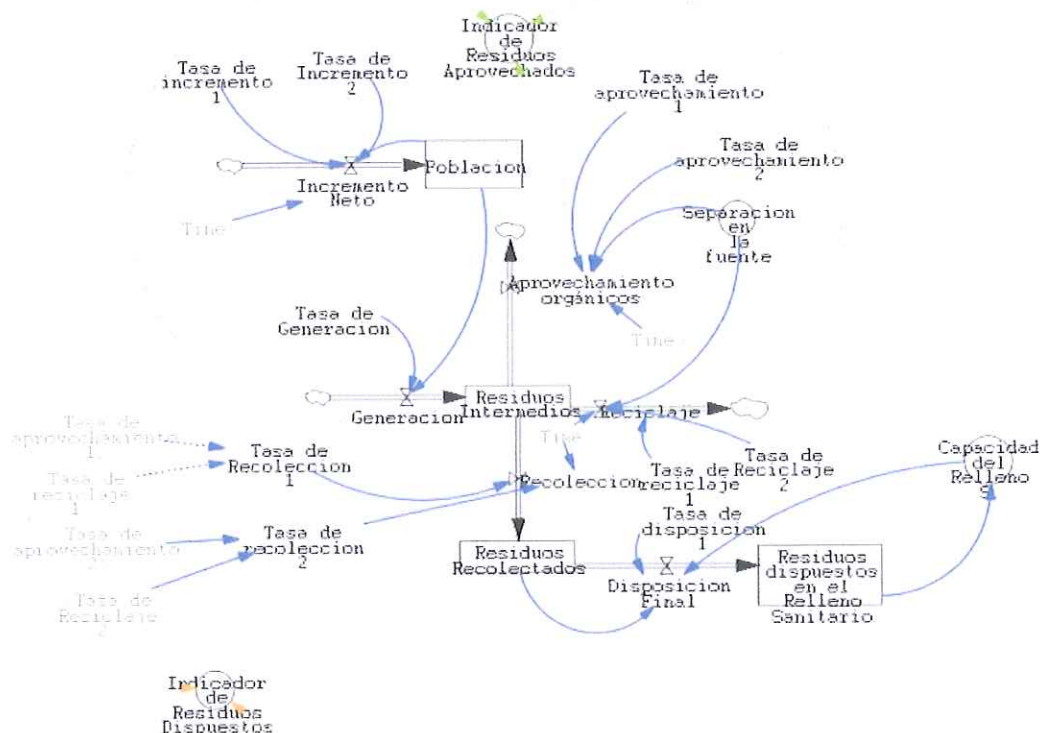 Indicador
de
Residuos
Aprovechados
Tasa de
incremento
1
Tasa de
Incremento
2
Tasa de
aprovechamiento
1
Tasa de
aprovechamiento
2
Poblacion
Incremento
Neto
Time
Separacion
en
la
fuente
Aprovechamiento
orgánicos
Time
Tasa de
Generacion
Generacion
Residuos
Intermedios
Reciclaje
Time
Tasa de
aprovechamiento
1
Tasa de
reciclaje
1
Tasa de
Recoleccion
1
Recoleccion
Tasa de
reciclaje
1
Tasa de
Reciclaje
2
Capacidad
del
Relleno
S
Tasa de
aprovechamiento
2
Tasa de
recoleccion
2
Tasa de
disposicion
1
Residuos
Recolectados
Disposicion
Final
Residuos
dispuestos
en el
Relleno
Sanitario
Tasa de
Reciclaje
2
Indicador
de
Residuos
Dispuestos